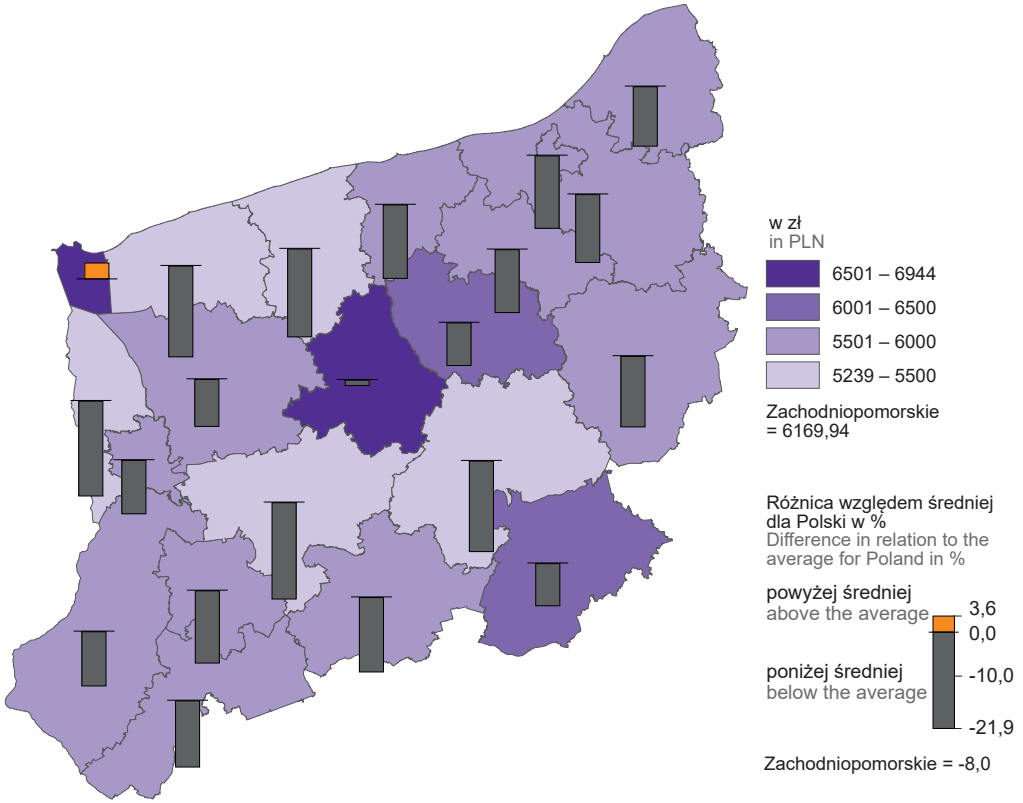 w zł
in PLN
6501 – 6944
6001 – 6500
5501 – 6000
5239 – 5500
Zachodniopomorskie
= 6169,94
Różnica względem średniej
dla Polski w %
Difference in relation to the
average for Poland in %
powyżej średniej
above the average
3,6
0,0
poniżej średniej
below the average
-10,0
-21,9
Zachodniopomorskie = -8,0